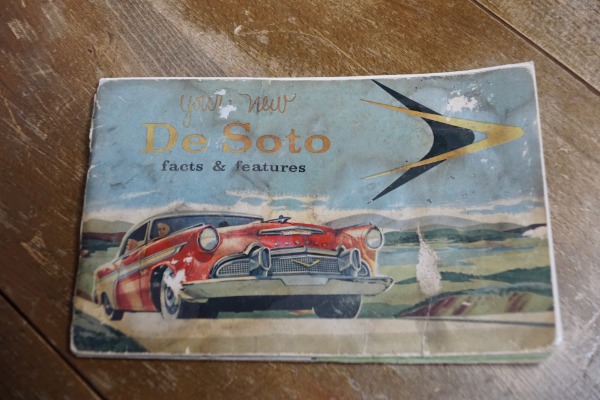 your new
De Soto
facts & features